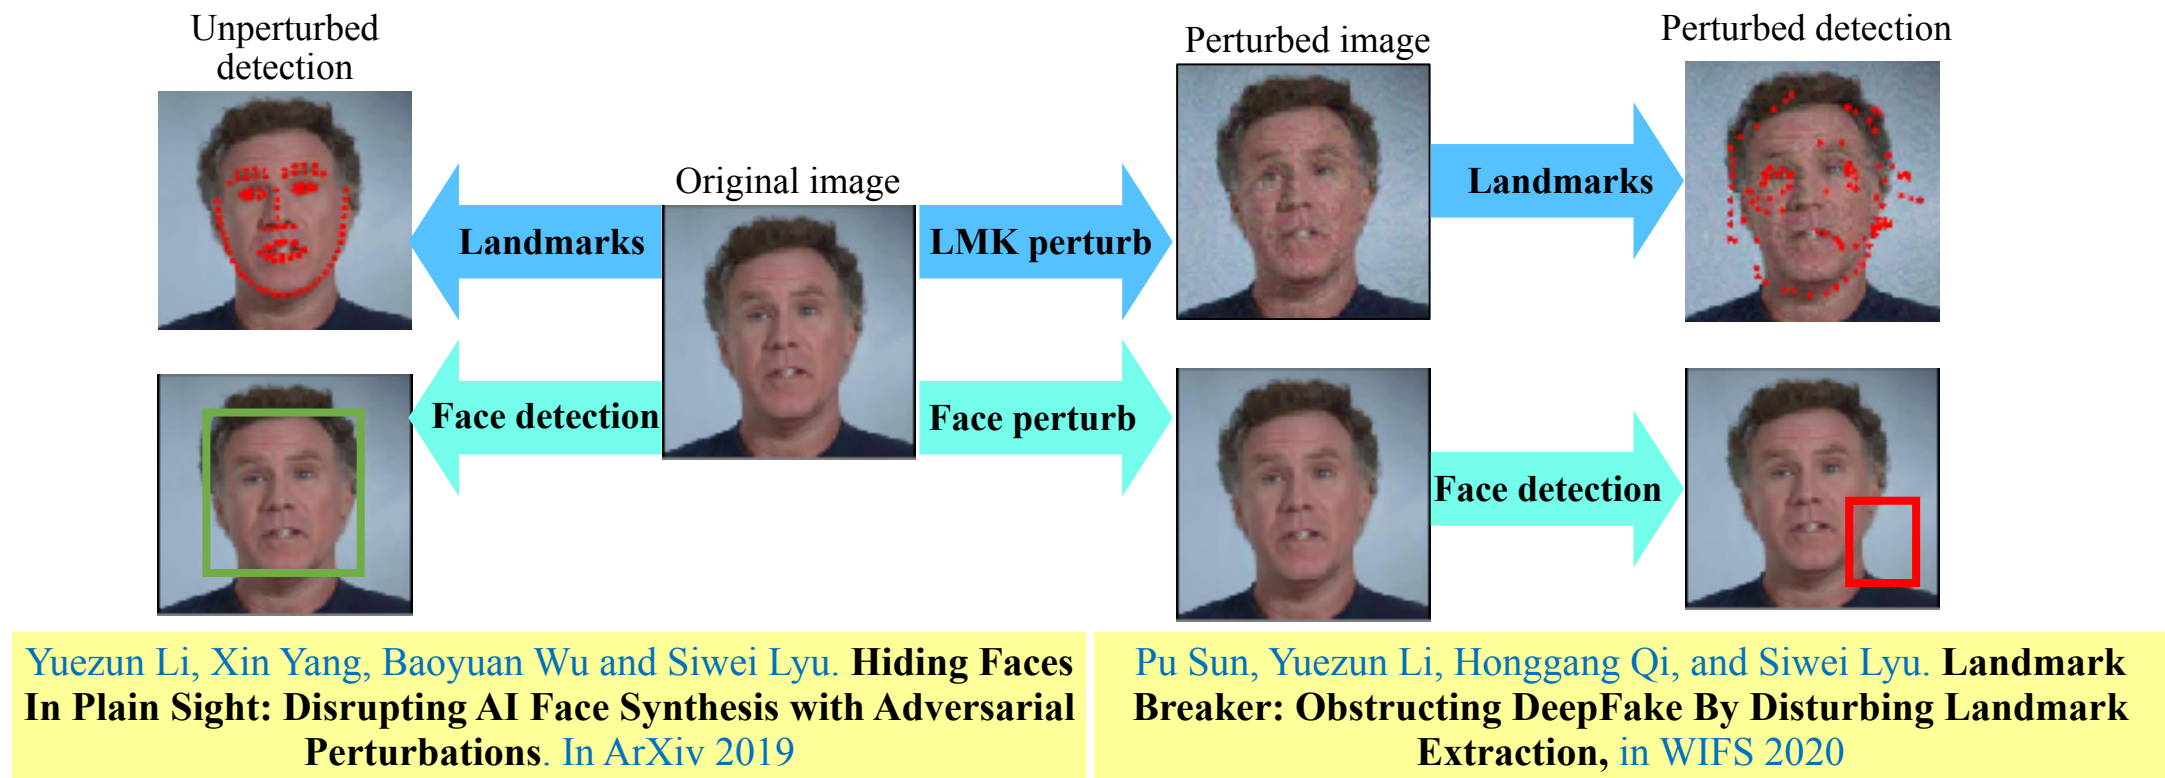 Unperturbed
detection
Original image
Perturbed image
Perturbed detection
Landmarks
LMK perturb
Landmarks
Face detection
Face perturb
Face detection
Yuezun Li, Xin Yang, Baoyuan Wu and Siwei Lyu. Hiding Faces
In Plain Sight: Disrupting AI Face Synthesis with Adversarial
Perturbations. In ArXiv 2019
Pu Sun, Yuezun Li, Honggang Qi, and Siwei Lyu. Landmark
Breaker: Obstructing DeepFake By Disturbing Landmark
Extraction, in WIFS 2020